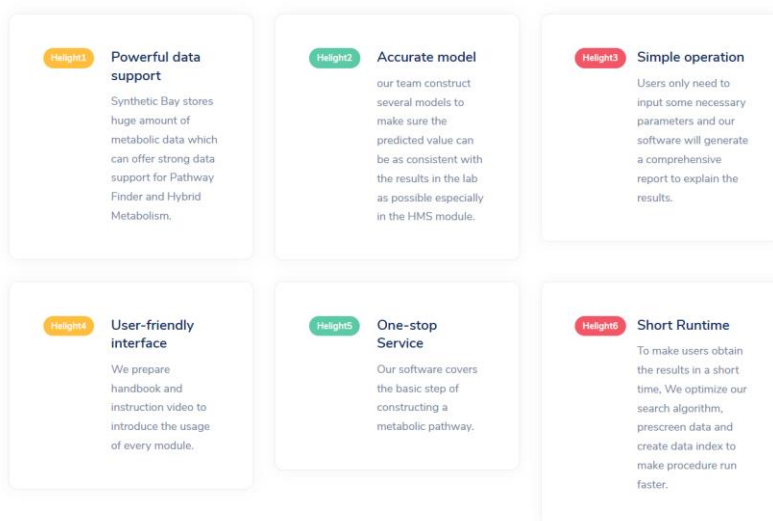 Helight1
Powerful data
support
Synthetic Bay stores
huge amount of
metabolic data which
can offer strong data
support for Pathway
Finder and Hybrid
Metabolism.
Helight2
Accurate model
our team construct
several models to
make sure the
predicted value can
be as consistent with
the results in the lab
as possible especially
in the HMS module.
Helight3
Simple operation
Users only need to
input some necessary
parameters and our
software will generate
a comprehensive
report to explain the
results.
Helight4
User-friendly
interface
We prepare
handbook and
instruction video to
introduce the usage
of every module.
Helight5
One-stop
Service
Our software covers
the basic step of
constructing a
metabolic pathway.
Helight6
Short Runtime
To make users obtain
the results in a short
time, We optimize our
search algorithm,
prescreen data and
create data index to
make procedure run
faster.